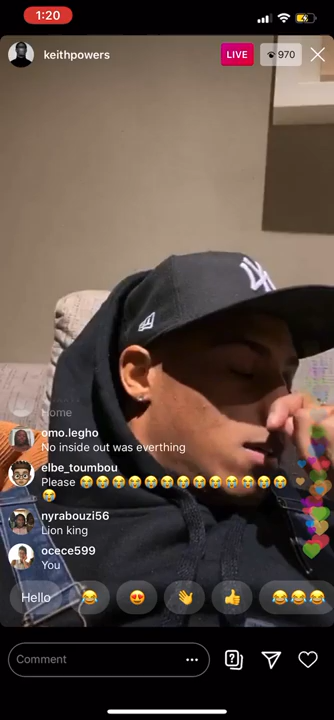 1:20
keithpowers
LIVE
970
Home
omo.legho
No inside out was everthing
elbe_toumbou
Please 😭😭😭😭😭😭😭😭😭😭😭😭😭
😭
nyrabouzi56
Lion king
ocece599
You
Hello
😂 😍 👋 👍 😂😂😂
Comment
NY